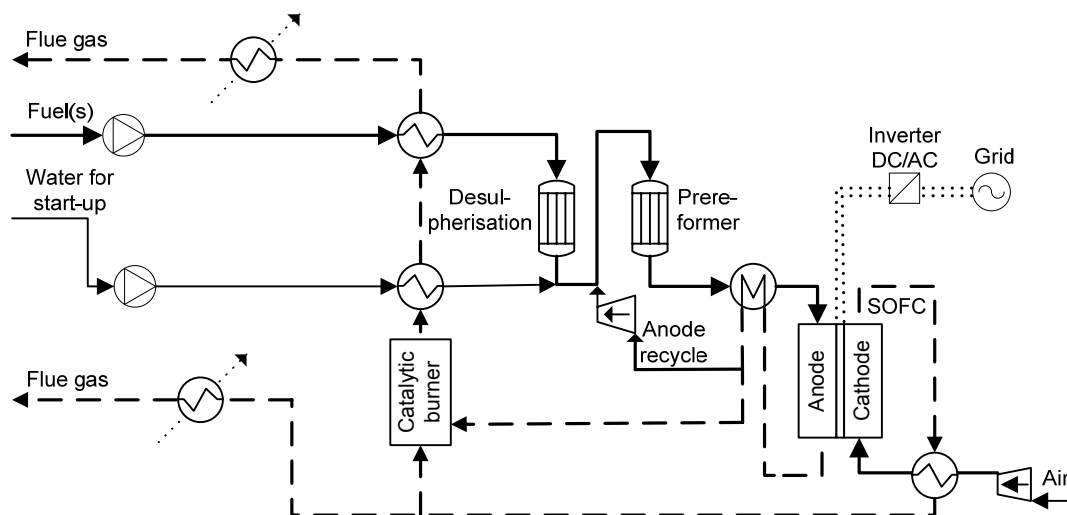 Flue gas
Fuel(s)
Water for
start-up
Desul-
pherisation
Prere-
former
Inverter
DC/AC
Grid
Anode
recycle
SOFC
Anode
Cathode
Catalytic
burner
Flue gas
Air